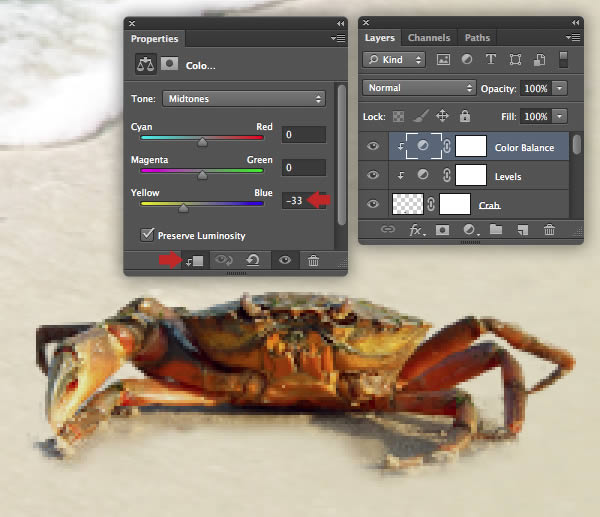 Properties
Colo...
Tone: Midtones
Cyan Red 0
Magenta Green 0
Yellow Blue -33
Preserve Luminosity
Layers Channels Paths
Kind
Normal Opacity: 100%
Lock: Fill: 100%
Color Balance
Levels
Crab
fx